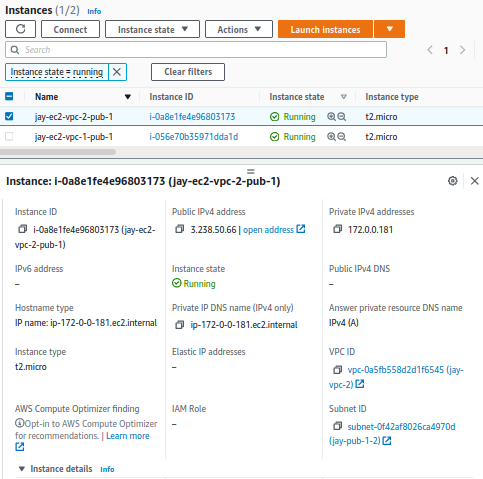 Instances (1/2) Info
Connect Instance state Actions Launch instances
Search 1
Instance state = running Clear filters
Name Instance ID Instance state Instance type
jay-ec2-vpc-2-pub-1 i-0a8e1fe4e96803173 Running t2.micro
jay-ec2-vpc-1-pub-1 i-056e70b35971dda1d Running t2.micro
Instance: i-0a8e1fe4e96803173 (jay-ec2-vpc-2-pub-1)
Instance ID Public IPv4 address Private IPv4 addresses
i-0a8e1fe4e96803173 (jay-ec2- 3.238.50.66 | open address 172.0.0.181
vpc-2-pub-1)
IPv6 address Instance state Public IPv4 DNS
– Running –
Hostname type Private IP DNS name (IPv4 only) Answer private resource DNS name
IP name: ip-172-0-0-181.ec2.internal ip-172-0-0-181.ec2.internal IPv4 (A)
Instance type Elastic IP addresses VPC ID
t2.micro – vpc-0a5fb558d2d1f6545 (jay-
vpc-2)
AWS Compute Optimizer finding IAM Role Subnet ID
Opt-in to AWS Compute Optimizer – subnet-0f42af8026ca4970d
for recommendations. | Learn more (jay-pub-1-2)
Instance details Info